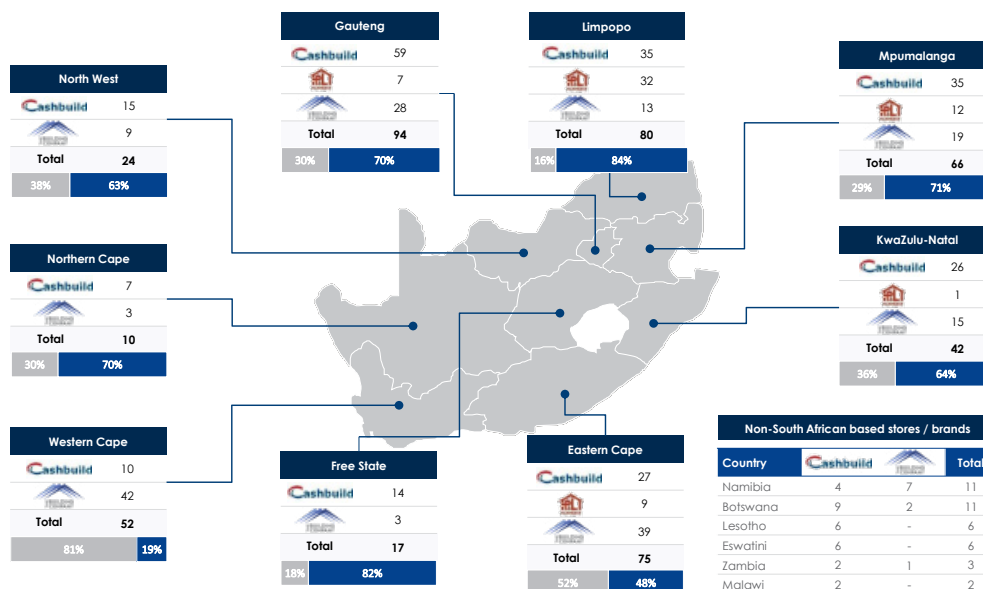 Gauteng
Cashbuild 59
7
28
Total 94
30% 70%
Limpopo
Cashbuild 35
32
13
Total 80
16% 84%
Mpumalanga
Cashbuild 35
12
19
Total 66
29% 71%
North West
Cashbuild 15
9
Total 24
38% 63%
KwaZulu-Natal
Cashbuild 26
1
15
Total 42
36% 64%
Northern Cape
Cashbuild 7
3
Total 10
30% 70%
Western Cape
Cashbuild 10
42
Total 52
81% 19%
Free State
Cashbuild 14
3
Total 17
18% 82%
Eastern Cape
Cashbuild 27
9
39
Total 75
52% 48%
Non-South African based stores / brands
Country Cashbuild Total
Namibia 4 7 11
Botswana 9 2 11
Lesotho 6 - 6
Eswatini 6 - 6
Zambia 2 1 3
Malawi 2 - 2